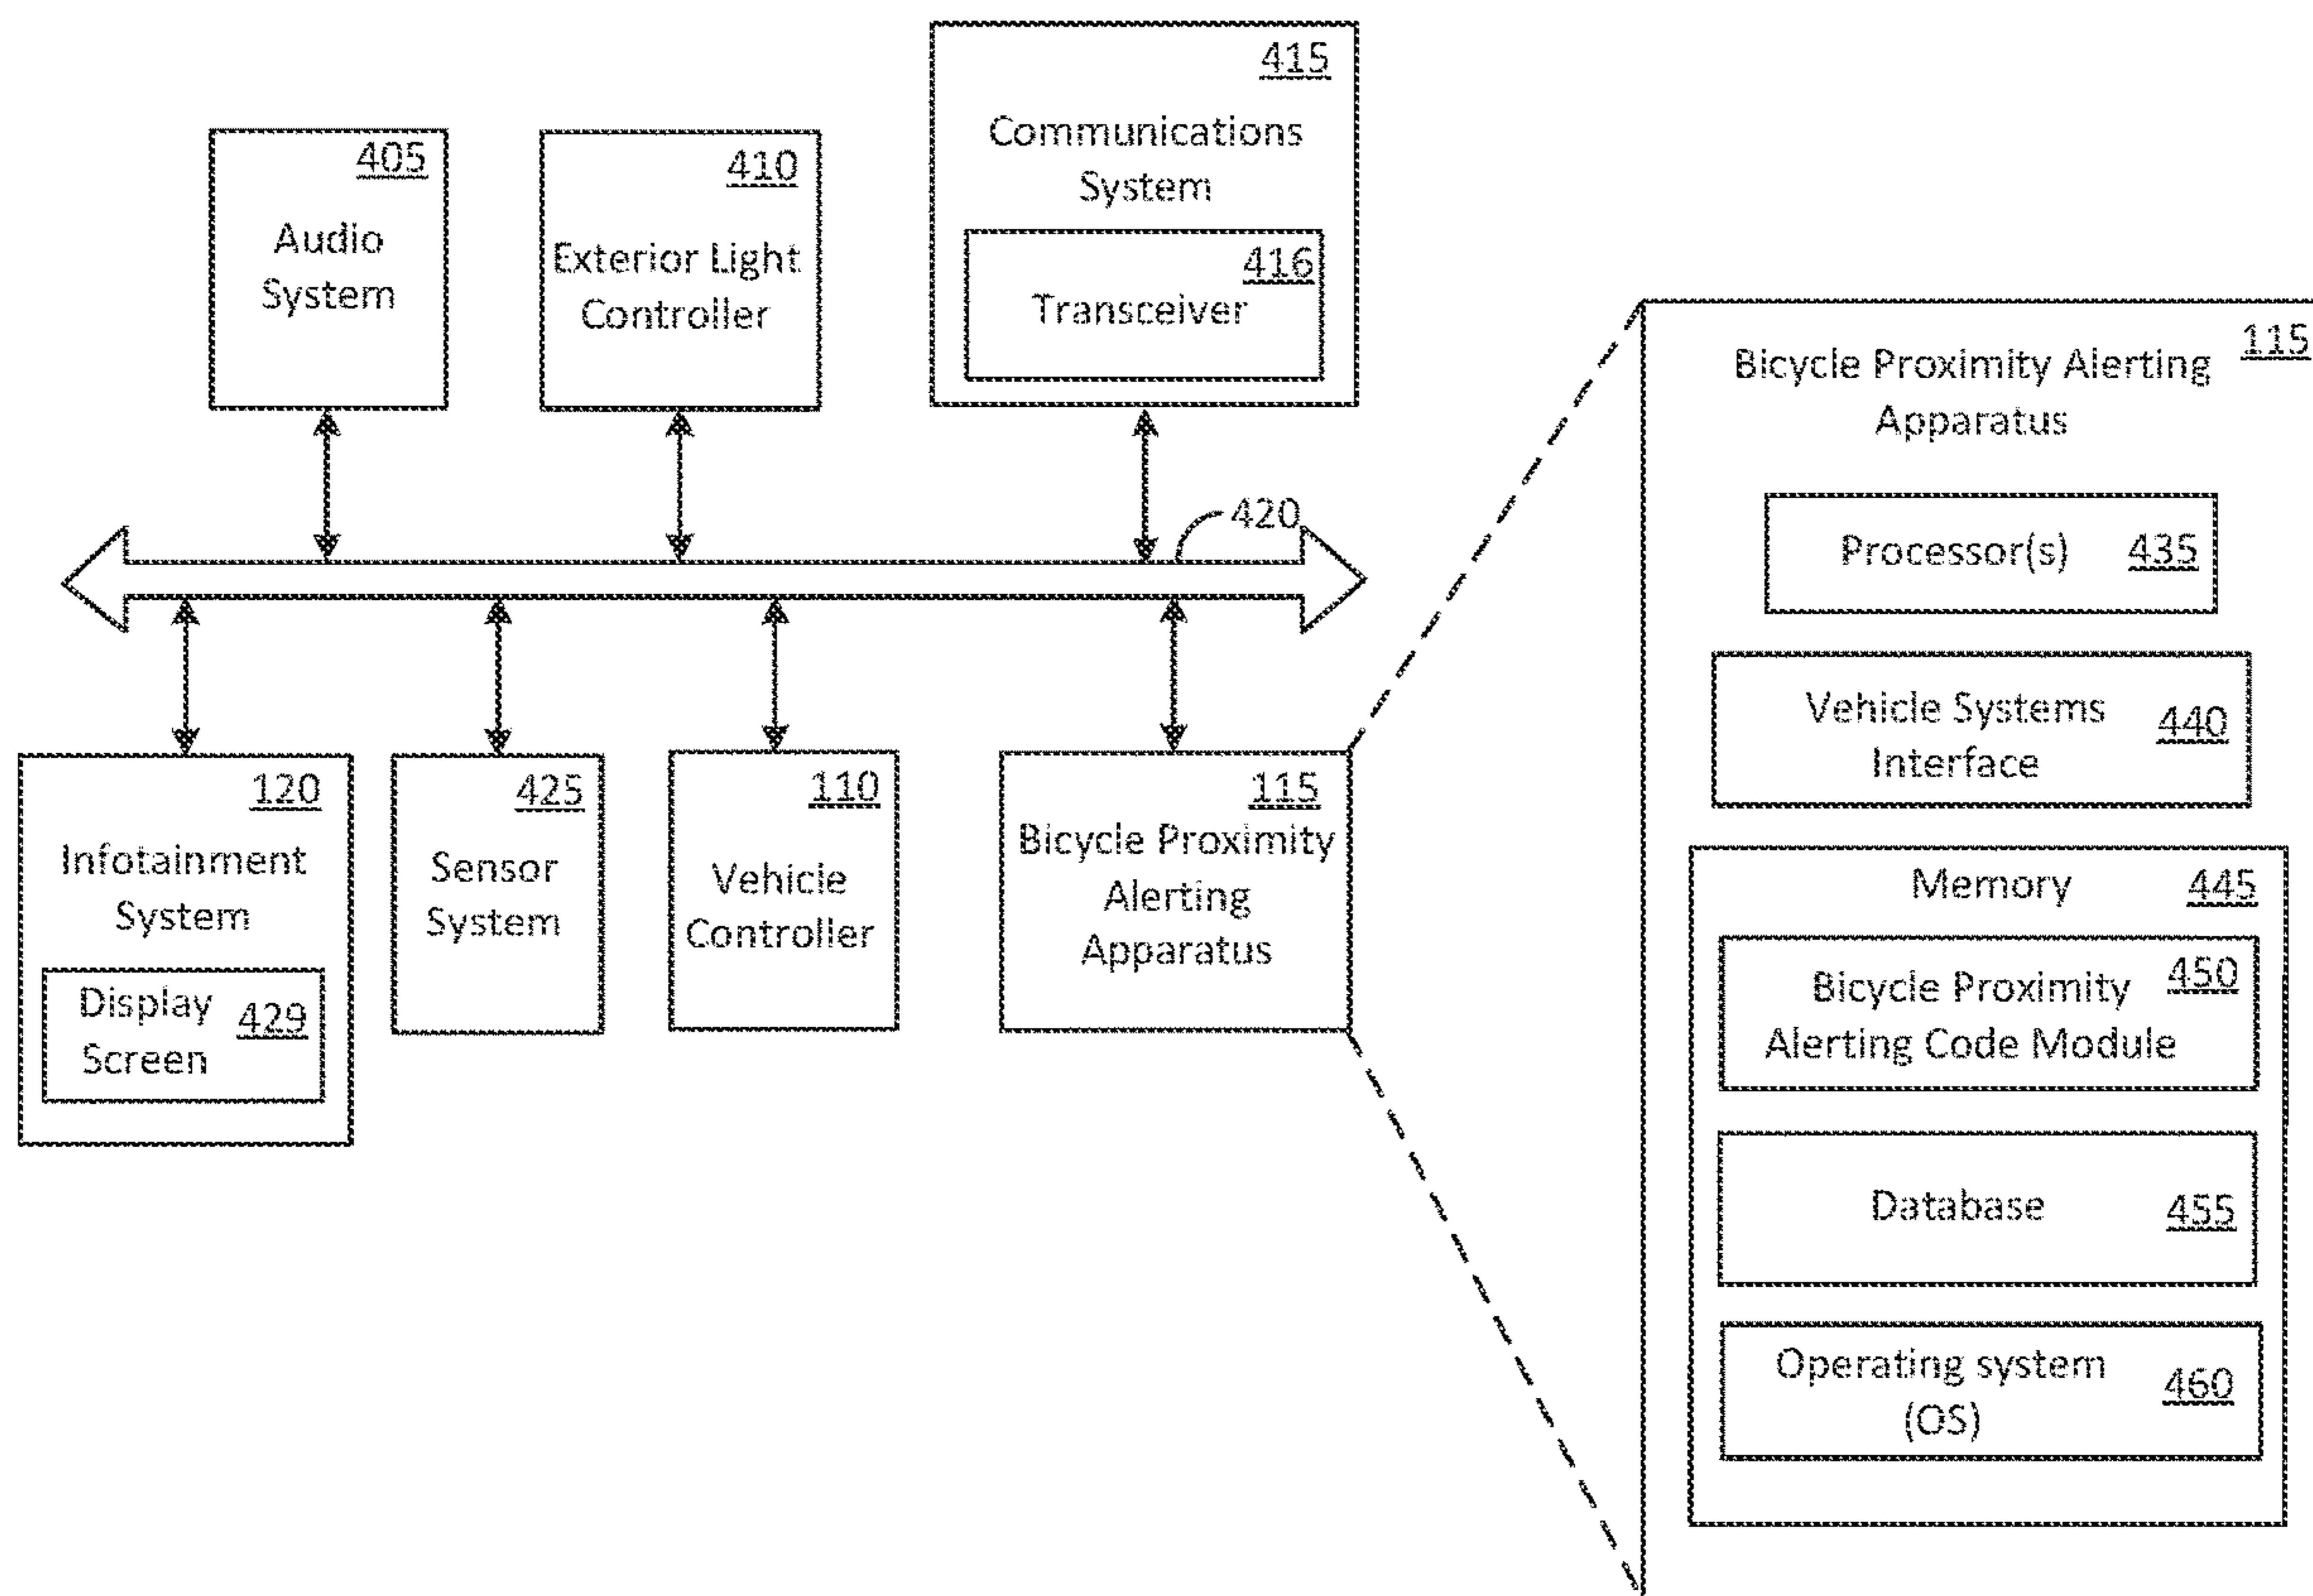 405
Audio
System
410
Exterior Light
Controller
415
Communications
System
416
Transceiver
420
120
Infotainment
System
Display
Screen
429
425
Sensor
System
110
Vehicle
Controller
115
Bicycle Proximity
Alerting
Apparatus
115
Bicycle Proximity Alerting
Apparatus
Processor(s) 435
Vehicle Systems
Interface
440
Memory 445
450
Bicycle Proximity
Alerting Code Module
Database 455
Operating system
(OS)
460